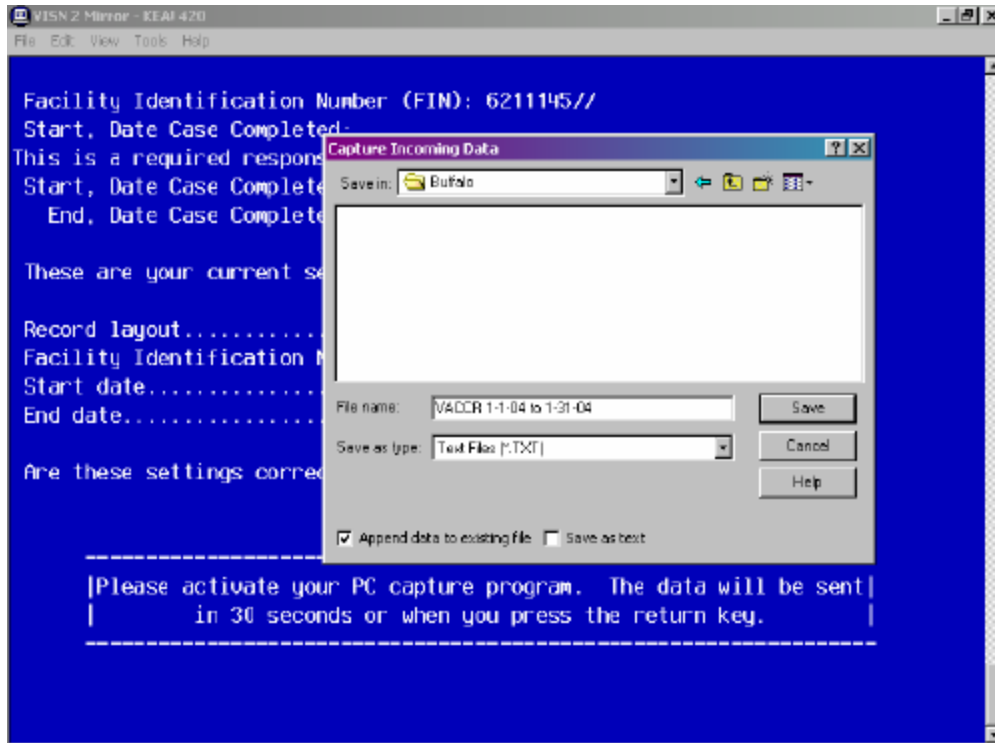 VISN 2 Mirror - KEAI 420
File Edit View Tools Help
Facility Identification Number (FIN): 6211145//
Start, Date Case Completed:
This is a required respons
Start, Date Case Complete
End, Date Case Complete
These are your current se
Record layout............
Facility Identification N
Start date...............
End date.................
Are these settings correc
Capture Incoming Data
Save in: Buffalo
File name: VACCR 1-1-04 to 1-31-04
Save
Save as type: Text Files (*.TXT)
Cancel
Help
Append data to existing file Save as text
|Please activate your PC capture program. The data will be sent|
| in 30 seconds or when you press the return key. |